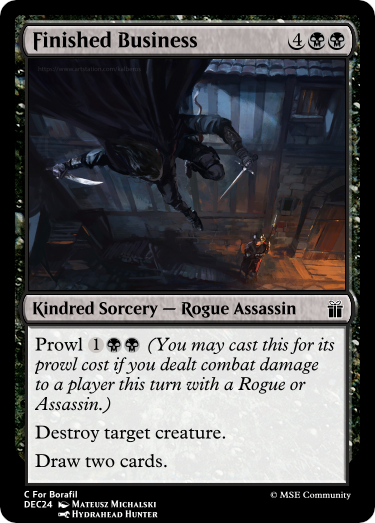 Finished Business 4
Kindred Sorcery — Rogue Assassin
Prowl 1 (You may cast this for its
prowl cost if you dealt combat damage
to a player this turn with a Rogue or
Assassin.)
Destroy target creature.
Draw two cards.
C For Borafil
DEC24 Mateusz Michalski
Hydrahead Hunter
© MSE Community